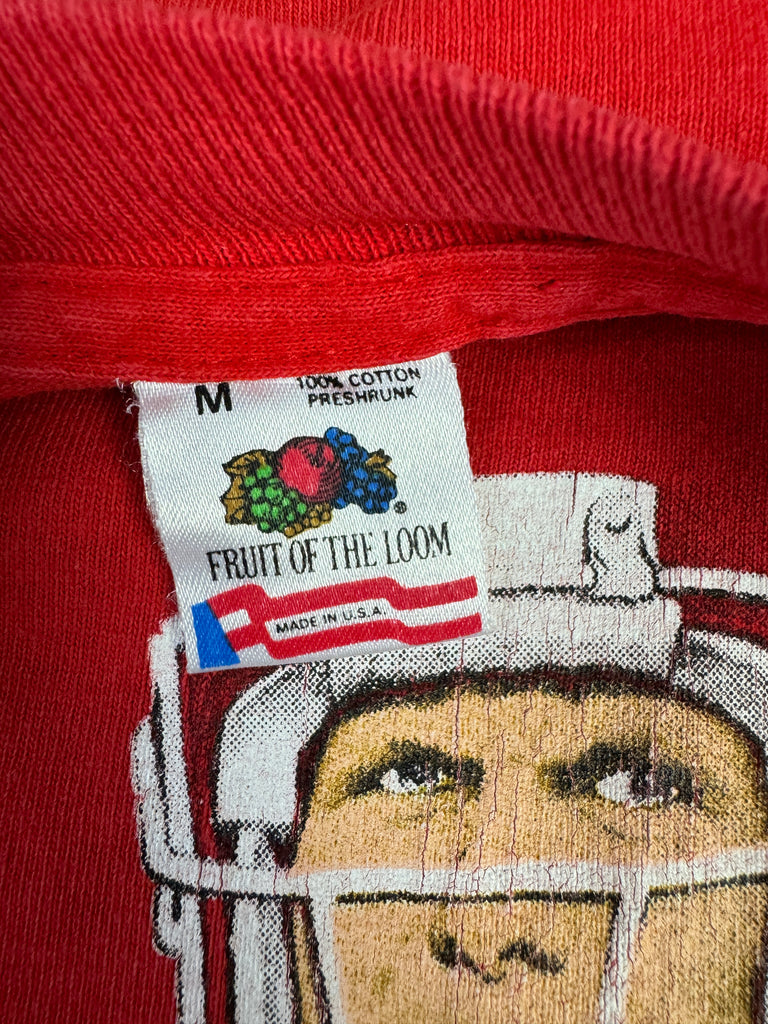 M
100% COTTON
PRESHRUNK
®
FRUIT OF THE LOOM
MADE IN U.S.A.